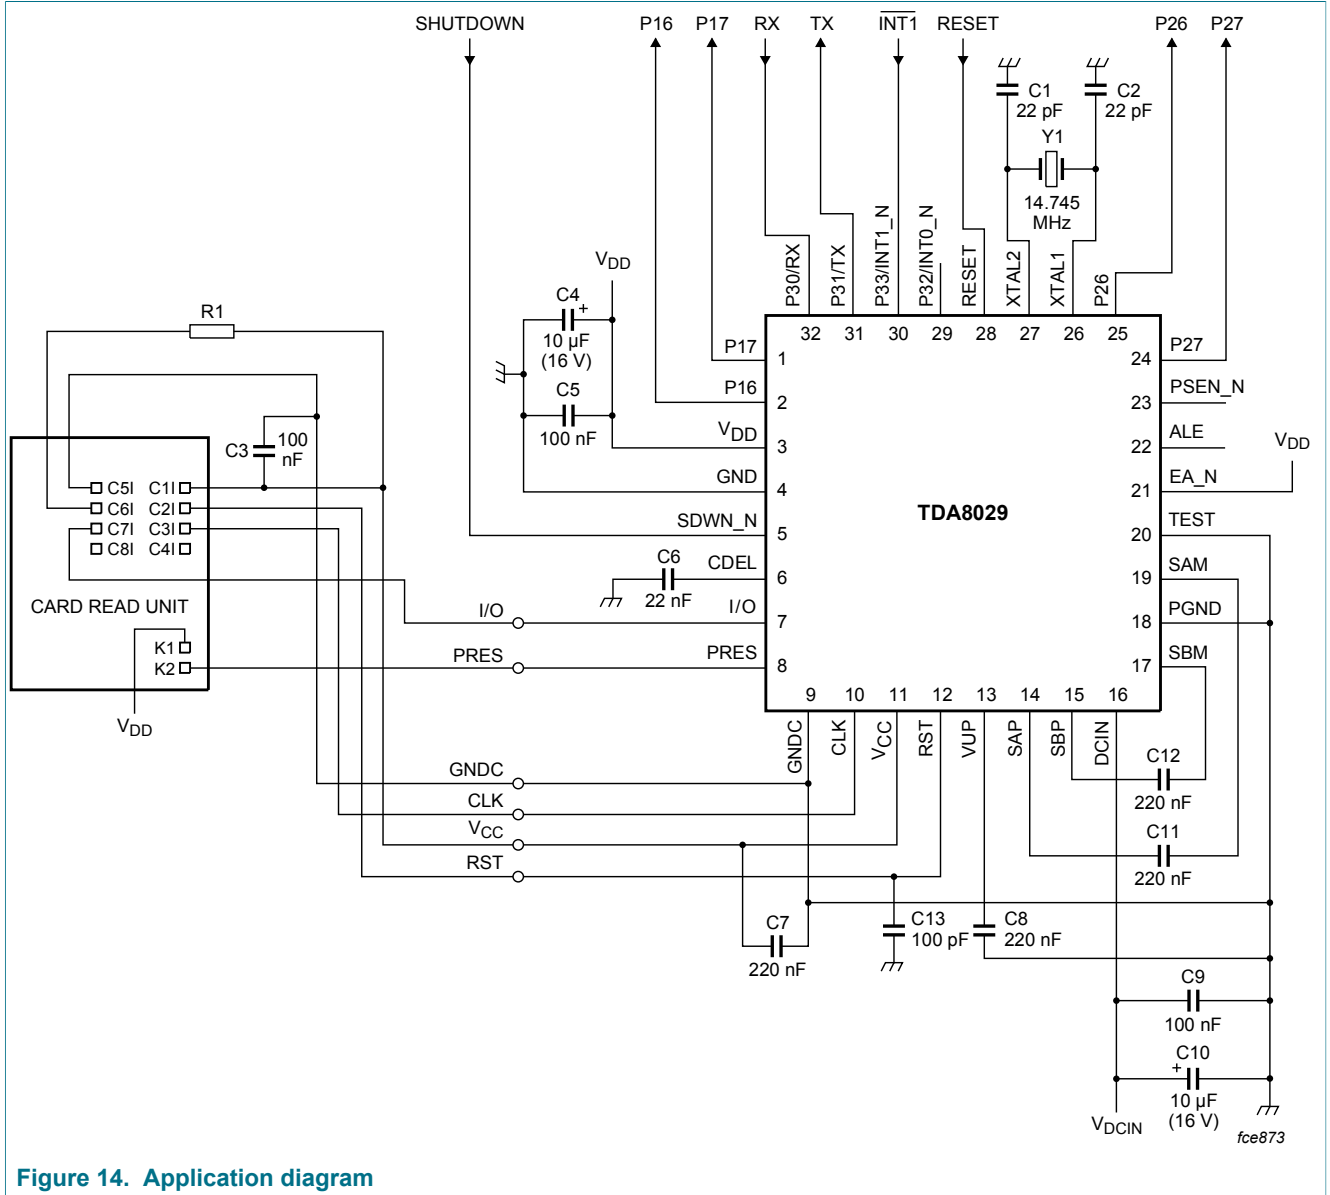 SHUTDOWN P16 P17 RX TX INT1 RESET P26 P27
C1
22 pF
C2
22 pF
Y1
14.745
MHz
P30/RX
P31/TX
P33/INT1_N
P32/INT0_N
RESET
XTAL2
XTAL1
P26
32 31 30 29 28 27 26 25
VDD
C4
+
10 µF
(16 V)
C5
100 nF
R1
C3
100
nF
C5I C1I
C6I C2I
C7I C3I
C8I C4I
CARD READ UNIT
K1
K2
VDD
P17 1
P16 2
VDD 3
GND 4
SDWN_N 5
CDEL 6
C6
22 nF
I/O I/O 7
PRES PRES 8
TDA8029
24 P27
23 PSEN_N
22 ALE
VDD
21 EA_N
20 TEST
19 SAM
18 PGND
17 SBM
9 10 11 12 13 14 15 16
GNDC
CLK
VCC
RST
VUP
SAP
SBP
DCIN
GNDC
CLK
VCC
RST
C12
220 nF
C11
220 nF
C7
220 nF
C13
100 pF
C8
220 nF
C9
100 nF
C10
+
10 µF
(16 V)
VDCIN
fce873
Figure 14. Application diagram